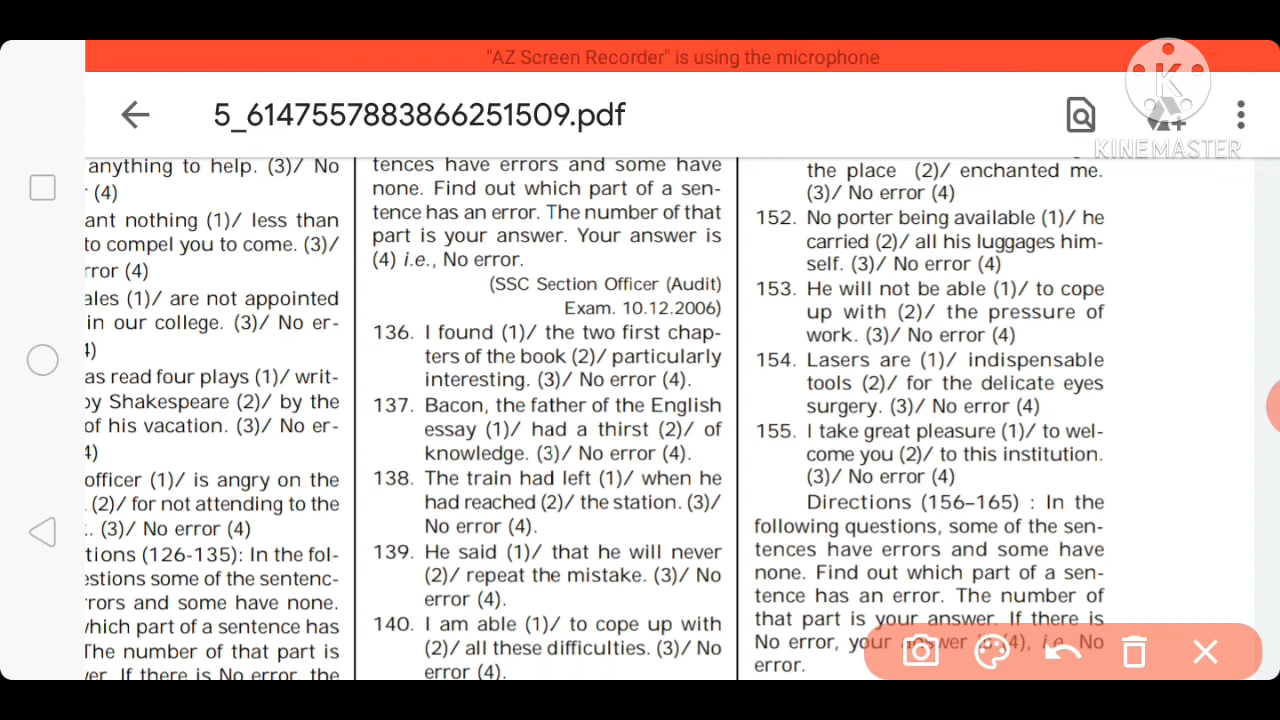 "AZ Screen Recorder" is using the microphone
5_6147557883866251509.pdf
KINEMASTER
anything to help. (3)/ No
(4)
ant nothing (1)/ less than
to compel you to come. (3)/
rror (4)
ales (1)/ are not appointed
in our college. (3)/ No er-
4)
as read four plays (1)/ writ-
by Shakespeare (2)/ by the
of his vacation. (3)/ No er-
4)
officer (1)/ is angry on the
(2)/ for not attending to the
(3)/ No error (4)
tions (126-135): In the fol-
estions some of the sentenc-
rrors and some have none.
which part of a sentence has
The number of that part is
ver. If there is No error, the
tences have errors and some have
none. Find out which part of a sen-
tence has an error. The number of that
part is your answer. Your answer is
(4) i.e., No error.
(SSC Section Officer (Audit)
Exam. 10.12.2006)
136. I found (1)/ the two first chap-
ters of the book (2)/ particularly
interesting. (3)/ No error (4).
137. Bacon, the father of the English
essay (1)/ had a thirst (2)/ of
knowledge. (3)/ No error (4).
138. The train had left (1)/ when he
had reached (2)/ the station. (3)/
No error (4).
139. He said (1)/ that he will never
(2)/ repeat the mistake. (3)/ No
error (4).
140. I am able (1)/ to cope up with
(2)/ all these difficulties. (3)/ No
error (4).
the place (2)/ enchanted me.
(3)/ No error (4)
152. No porter being available (1)/ he
carried (2)/ all his luggages him-
self. (3)/ No error (4)
153. He will not be able (1)/ to cope
up with (2)/ the pressure of
work. (3)/ No error (4)
154. Lasers are (1)/ indispensable
tools (2)/ for the delicate eyes
surgery. (3)/ No error (4)
155. I take great pleasure (1)/ to wel-
come you (2)/ to this institution.
(3)/ No error (4)
Directions (156–165) : In the
following questions, some of the sen-
tences have errors and some have
none. Find out which part of a sen-
tence has an error. The number of
that part is your answer. If there is
No error, your answer is (4), i.e. No
error.